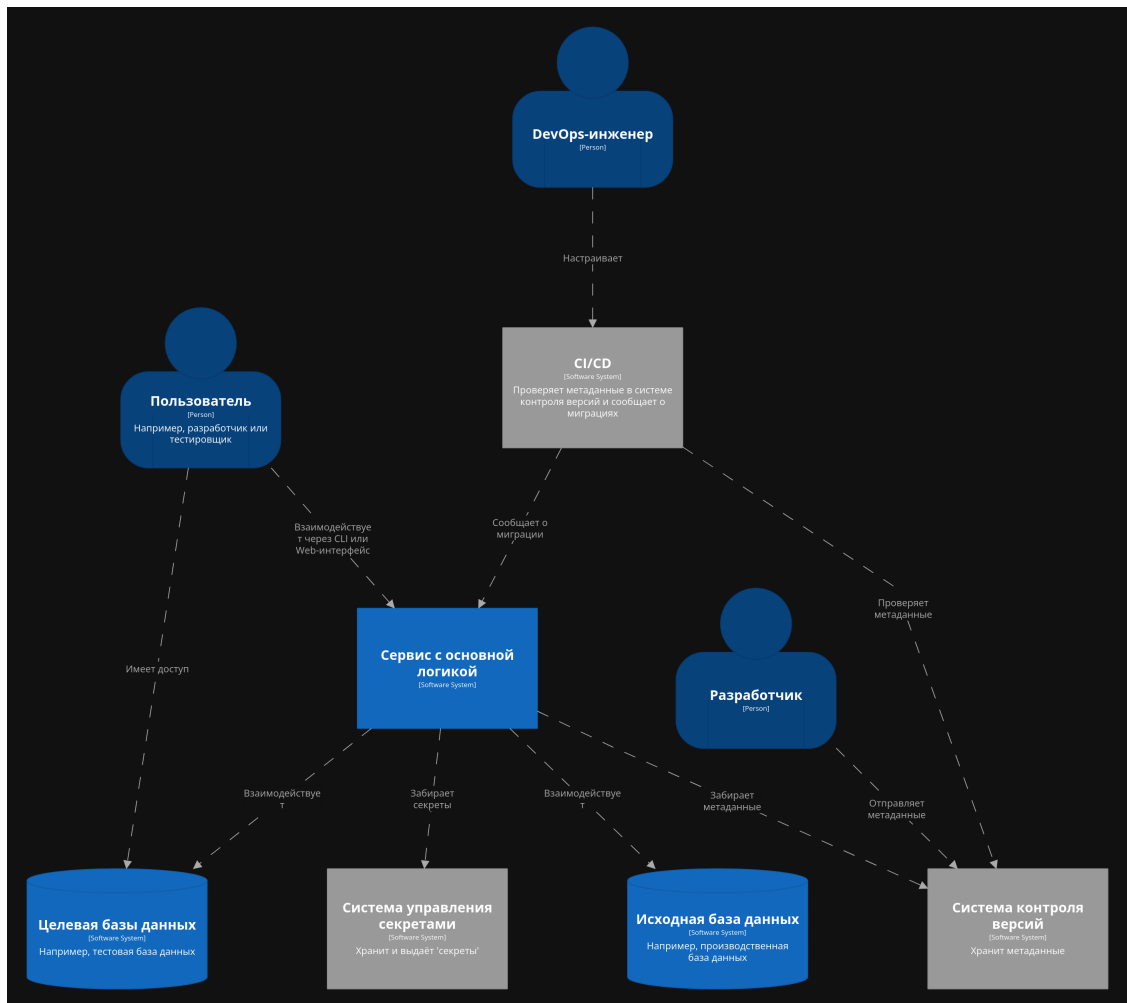 DevOps-инженер
[Person]
Настраивает
CI/CD
[Software System]
Проверяет метаданные в системе
контроля версий и сообщает о
миграциях
Пользователь
[Person]
Например, разработчик или
тестировщик
Взаимодействуе
т через CLI или
Web-интерфейс
Сообщает о
миграции
Проверяет
метаданные
Имеет доступ
Сервис с основной
логикой
[Software System]
Разработчик
[Person]
Взаимодействуе
т
Забирает
секреты
Взаимодействуе
т
Забирает
метаданные
Отправляет
метаданные
Целевая базы данных
[Software System]
Например, тестовая база данных
Система управления
секретами
[Software System]
Хранит и выдаёт 'секреты'
Исходная база данных
[Software System]
Например, производственная
база данных
Система контроля
версий
[Software System]
Хранит метаданные